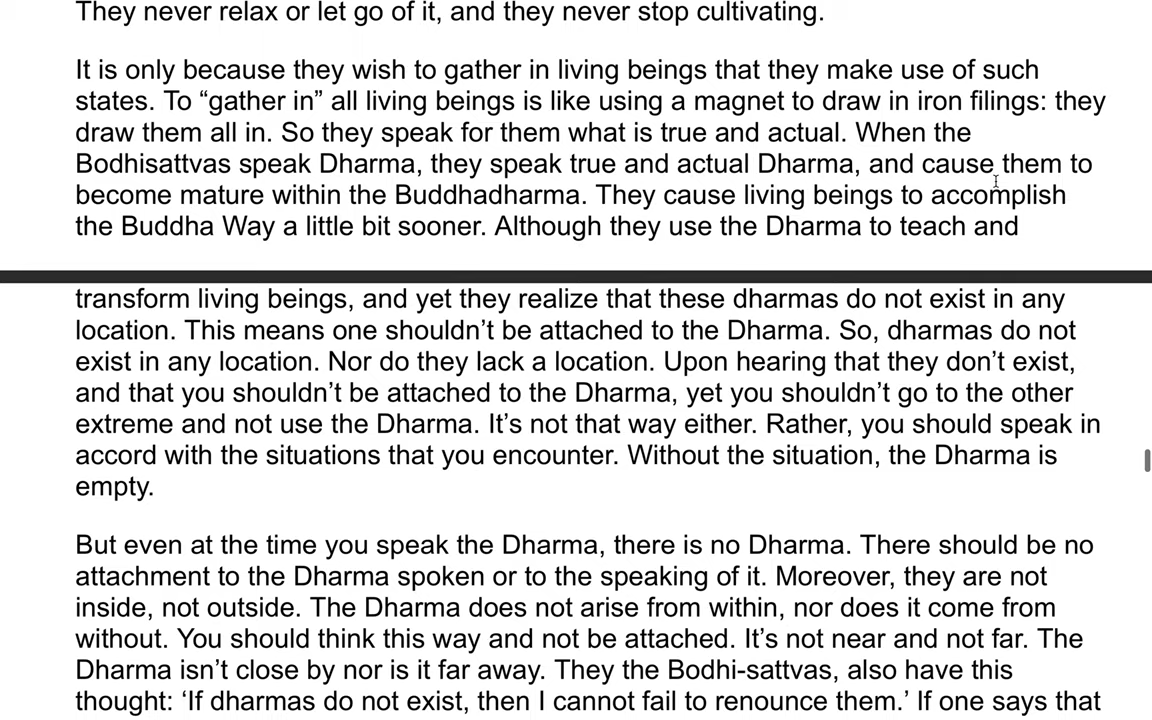 They never relax or let go of it, and they never stop cultivating.
It is only because they wish to gather in living beings that they make use of such
states. To “gather in” all living beings is like using a magnet to draw in iron filings: they
draw them all in. So they speak for them what is true and actual. When the
Bodhisattvas speak Dharma, they speak true and actual Dharma, and cause them to
become mature within the Buddhadharma. They cause living beings to accomplish
the Buddha Way a little bit sooner. Although they use the Dharma to teach and
transform living beings, and yet they realize that these dharmas do not exist in any
location. This means one shouldn’t be attached to the Dharma. So, dharmas do not
exist in any location. Nor do they lack a location. Upon hearing that they don’t exist,
and that you shouldn’t be attached to the Dharma, yet you shouldn’t go to the other
extreme and not use the Dharma. It’s not that way either. Rather, you should speak in
accord with the situations that you encounter. Without the situation, the Dharma is
empty.
But even at the time you speak the Dharma, there is no Dharma. There should be no
attachment to the Dharma spoken or to the speaking of it. Moreover, they are not
inside, not outside. The Dharma does not arise from within, nor does it come from
without. You should think this way and not be attached. It’s not near and not far. The
Dharma isn’t close by nor is it far away. They the Bodhi-sattvas, also have this
thought: ‘If dharmas do not exist, then I cannot fail to renounce them.’ If one says that